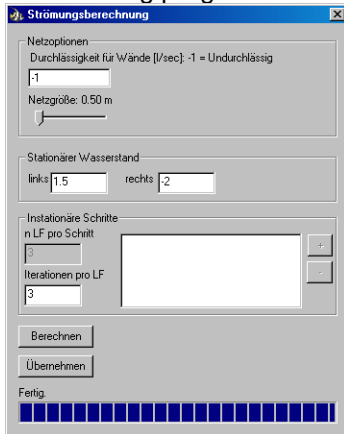 Strömungsberechnung
Netzoptionen
Durchlässigkeit für Wände [l/sec]: -1 = Undurchlässig
-1
Netzgröße: 0.50 m
Stationärer Wasserstand
links 1.5 rechts -2
Instationäre Schritte
n LF pro Schritt
3
+
Iterationen pro LF
-
3
Berechnen
Übernehmen
Fertig.